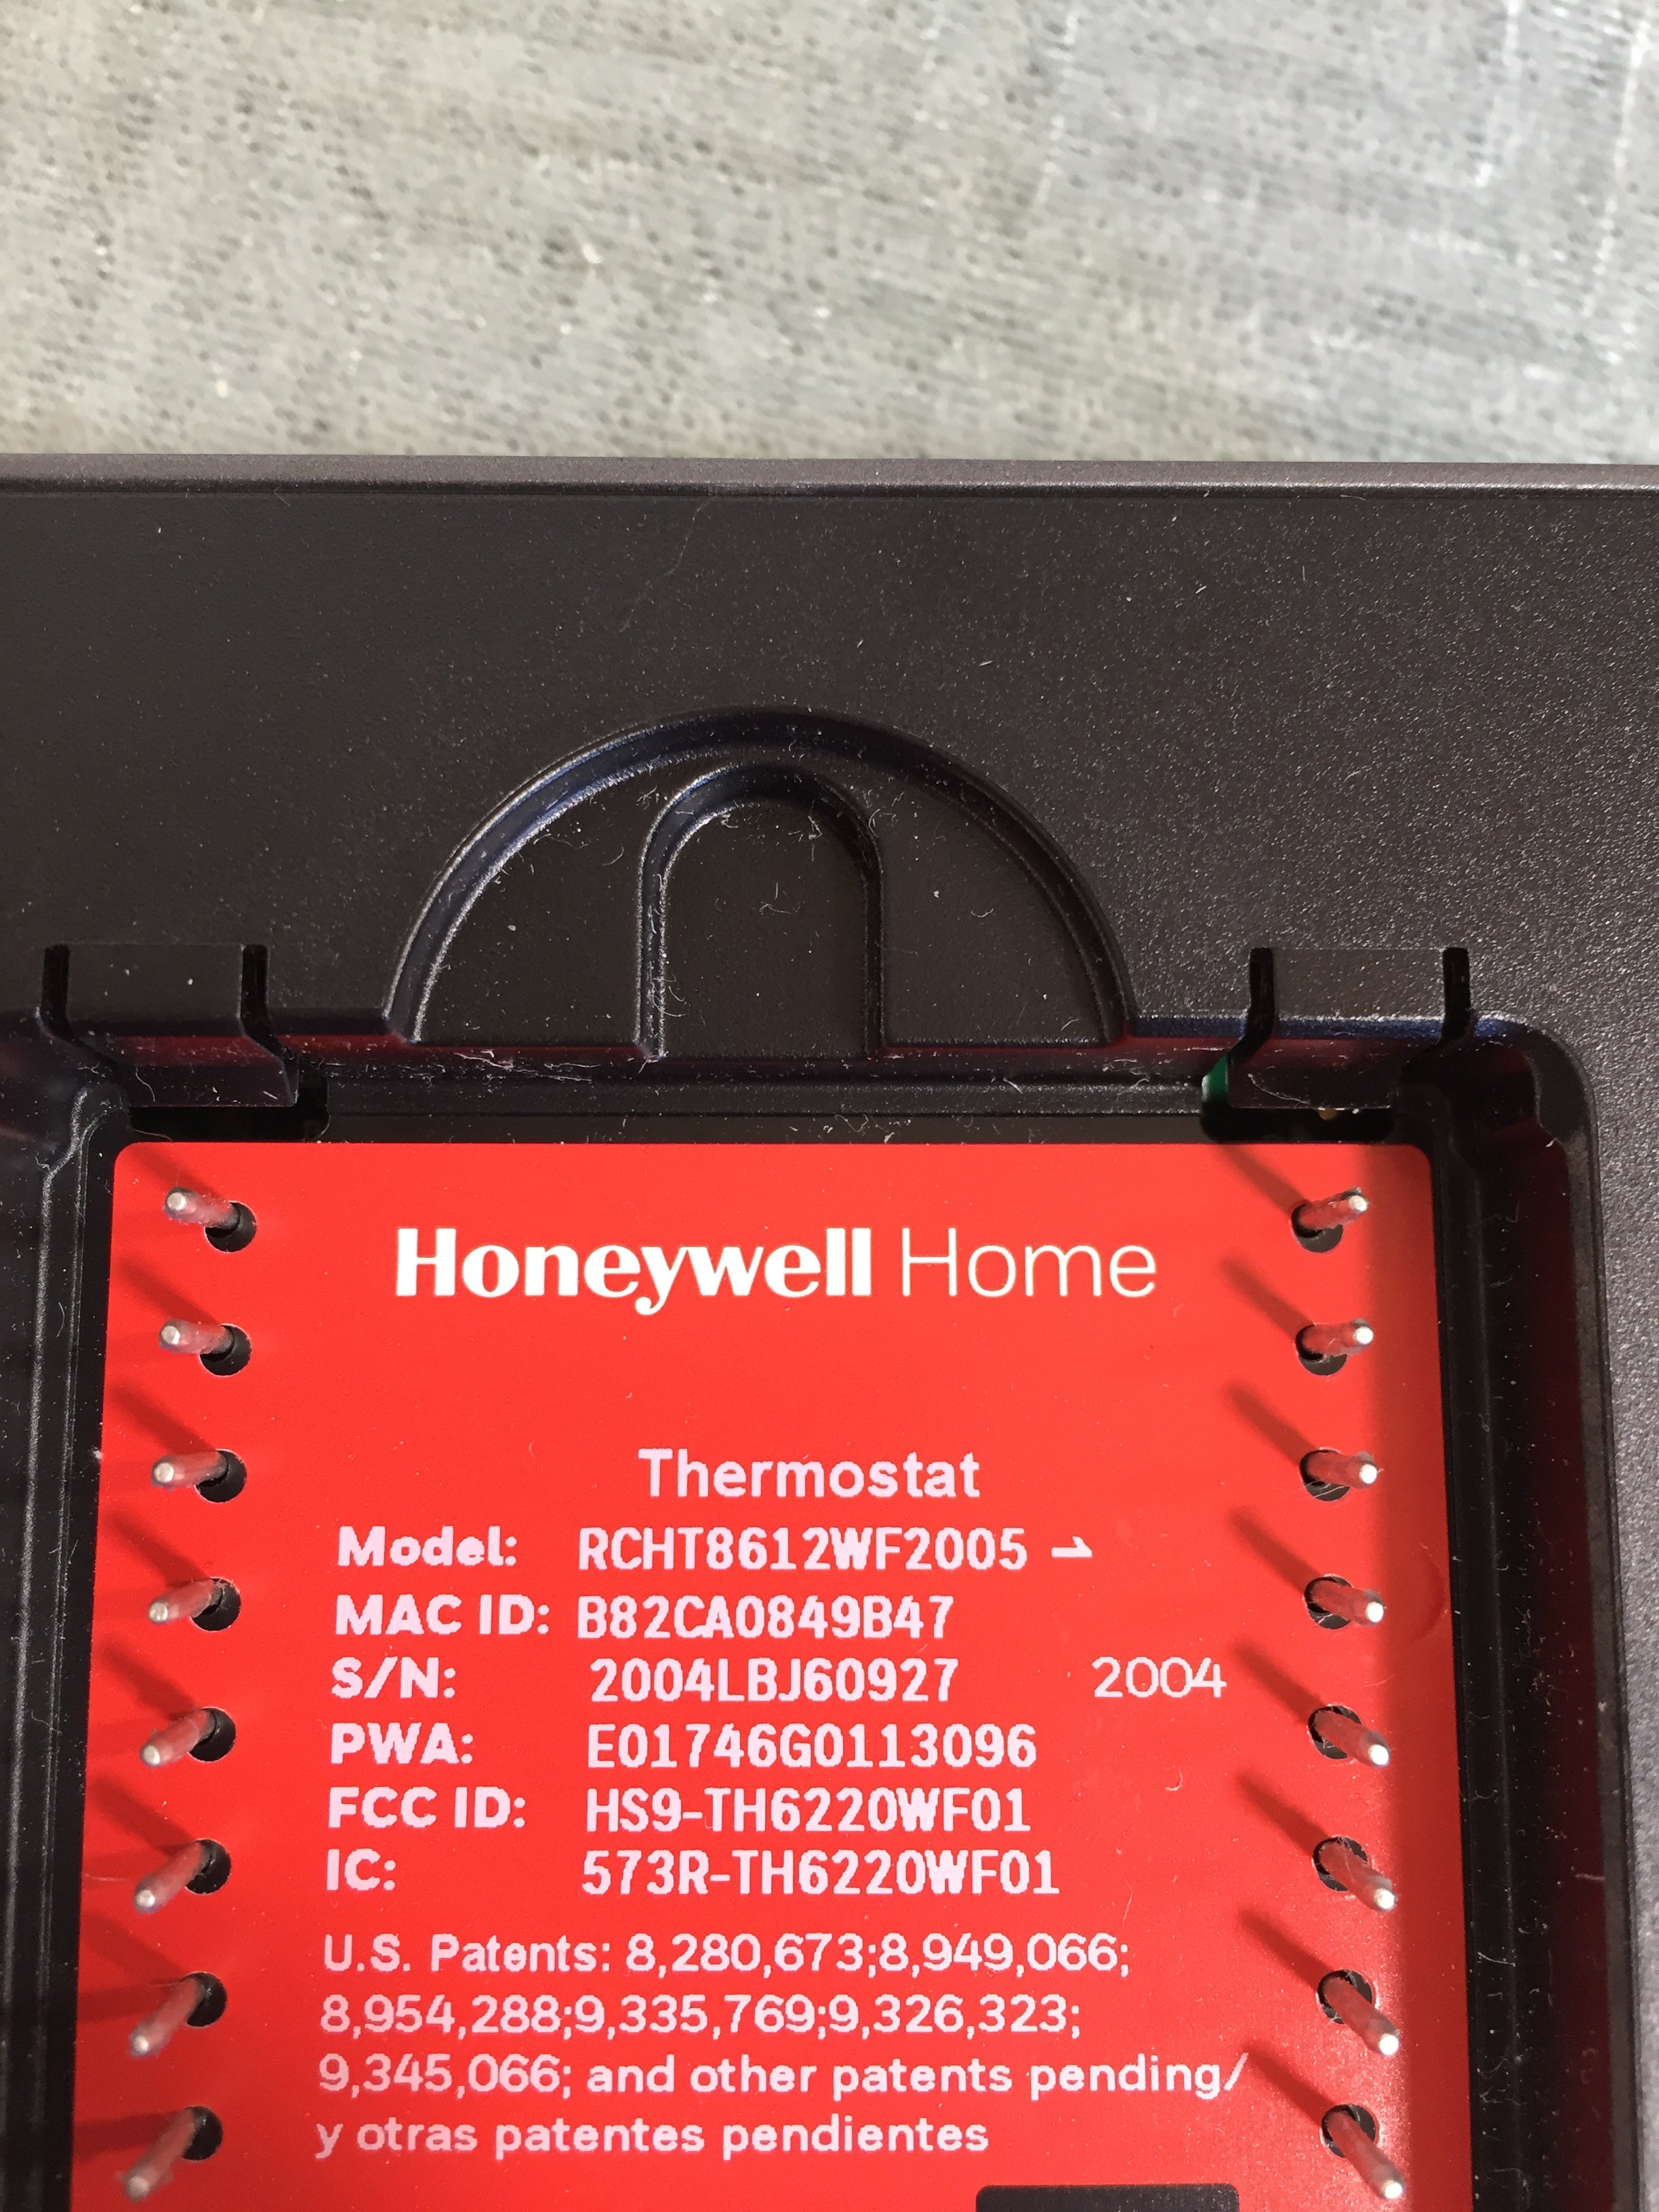 Honeywell Home
Thermostat
Model: RCHT8612WF2005
MAC ID: B82CA0849B47
S/N: 2004LBJ60927 2004
PWA: E01746G0113096
FCC ID: HS9-TH6220WF01
IC: 573R-TH6220WF01
U.S. Patents: 8,280,673;8,949,066;
8,954,288;9,335,769;9,326,323;
9,345,066; and other patents pending/
y otras patentes pendientes